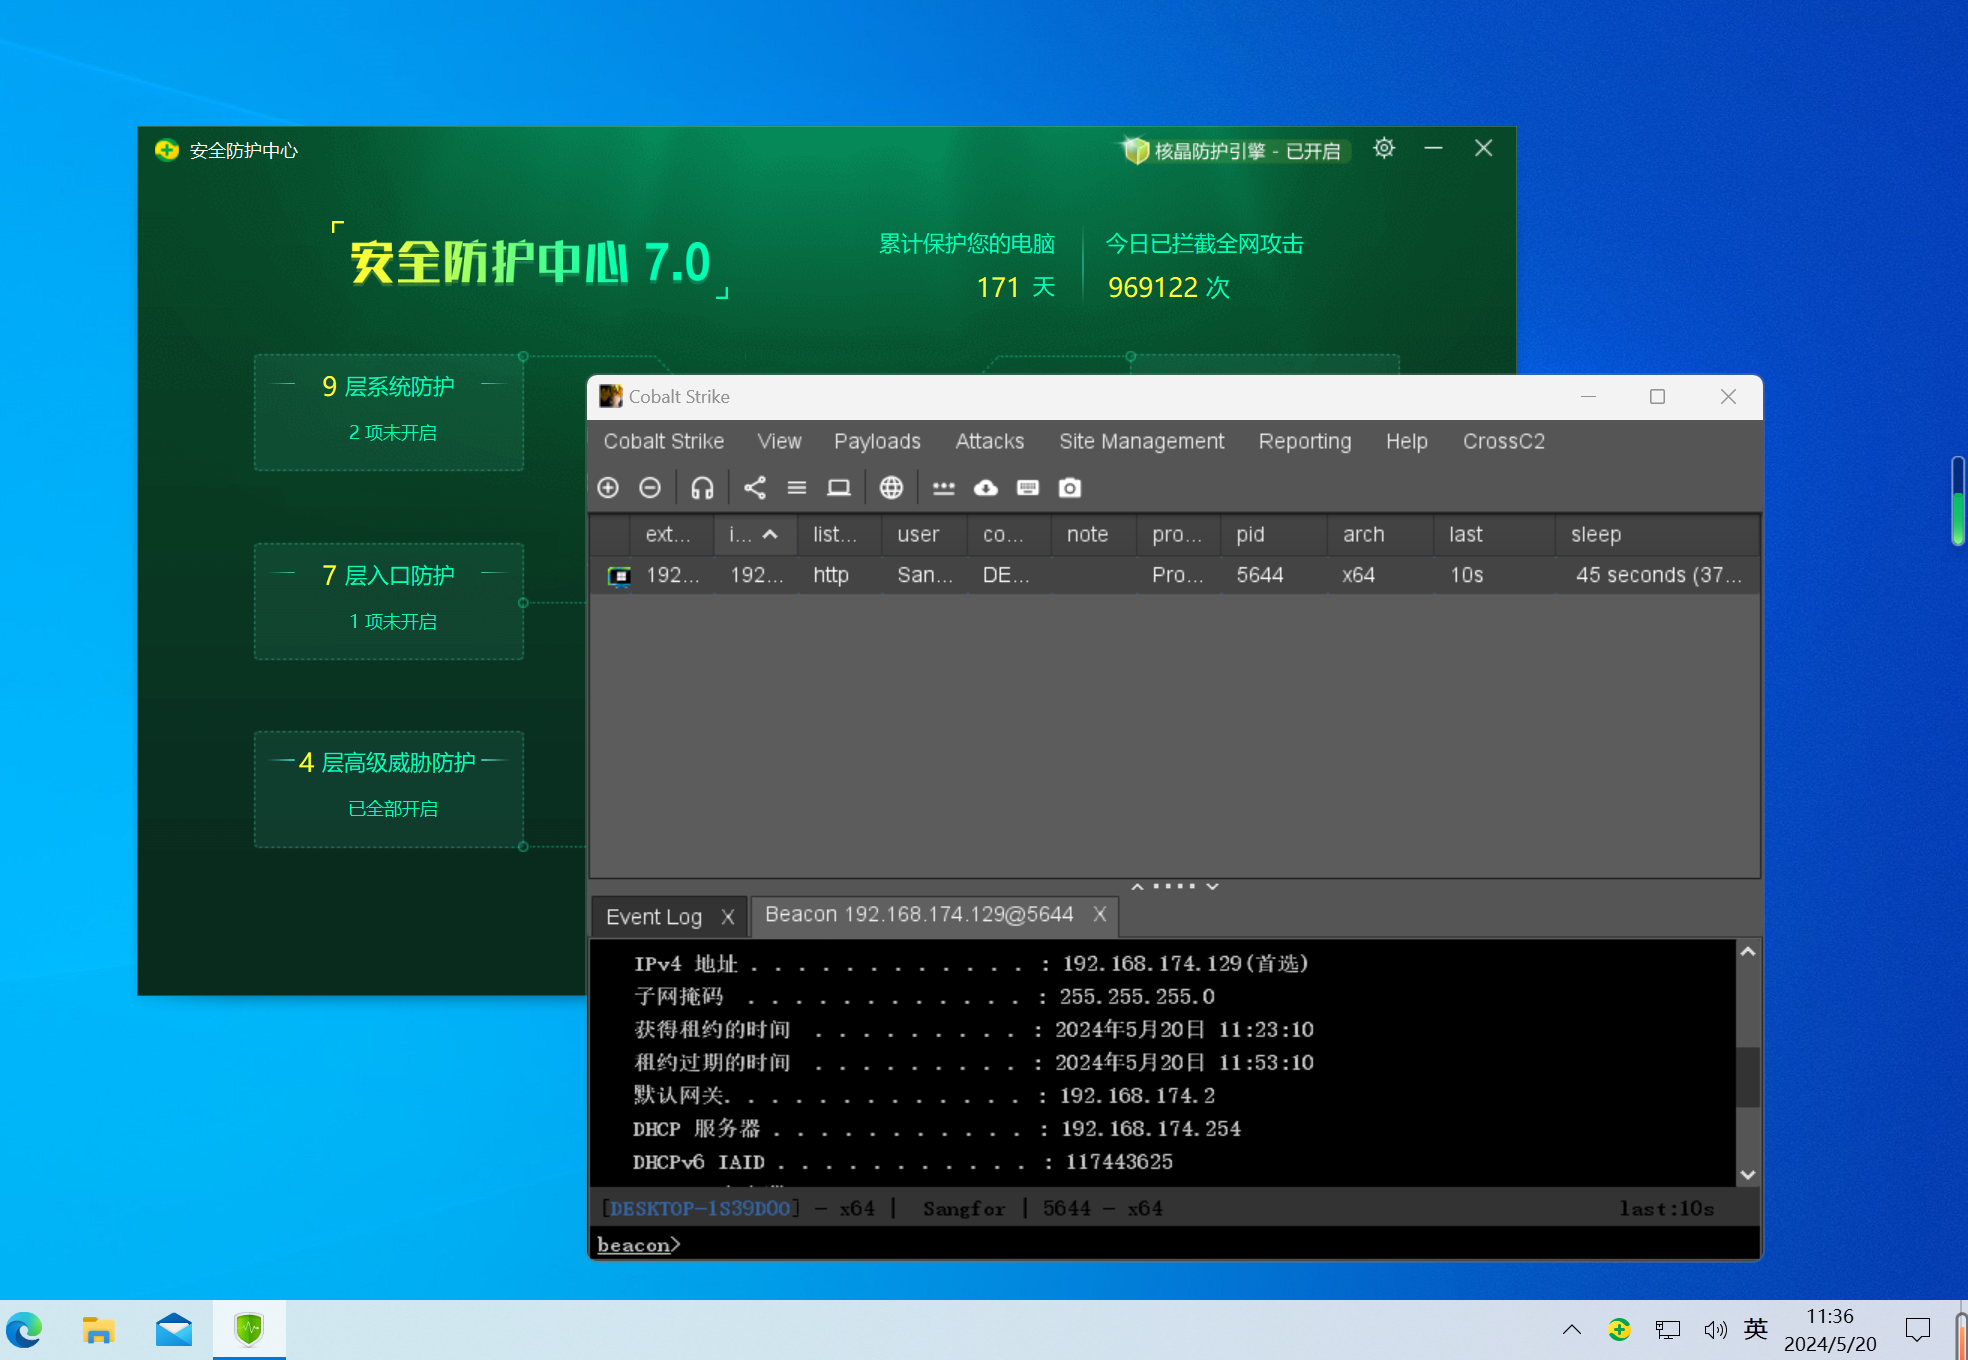 安全防护中心
核晶防护引擎 - 已开启
安全防护中心 7.0
累计保护您的电脑
171 天
今日已拦截全网攻击
969122 次
9 层系统防护
2 项未开启
7 层入口防护
1 项未开启
4 层高级威胁防护
已全部开启
Cobalt Strike
Cobalt Strike View Payloads Attacks Site Management Reporting Help CrossC2
ext... i... list... user co... note pro... pid arch last sleep
192... 192... http San... DE... Pro... 5644 x64 10s 45 seconds (37...
Event Log X Beacon 192.168.174.129@5644 X
IPv4 地址 . . . . . . . . . . . . : 192.168.174.129(首选)
子网掩码 . . . . . . . . . . . . : 255.255.255.0
获得租约的时间 . . . . . . . . . : 2024年5月20日 11:23:10
租约过期的时间 . . . . . . . . . : 2024年5月20日 11:53:10
默认网关. . . . . . . . . . . . . : 192.168.174.2
DHCP 服务器 . . . . . . . . . . . : 192.168.174.254
DHCPv6 IAID . . . . . . . . . . . : 117443625
[DESKTOP-1S39D00] - x64 | Sangfor | 5644 - x64 last:10s
beacon>
英
11:36
2024/5/20